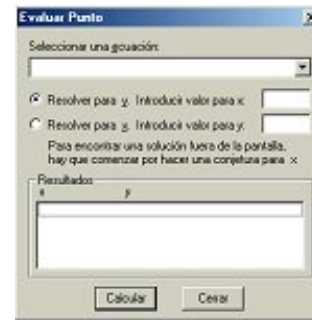 Evaluar Punto
Seleccionar una ecuación:
Resolver para y. Introducir valor para x:
Resolver para x. Introducir valor para y:
Para encontrar una solución fuera de la pantalla,
hay que comenzar por hacer una conjetura para x
Resultados
x y
Calcular Cerrar